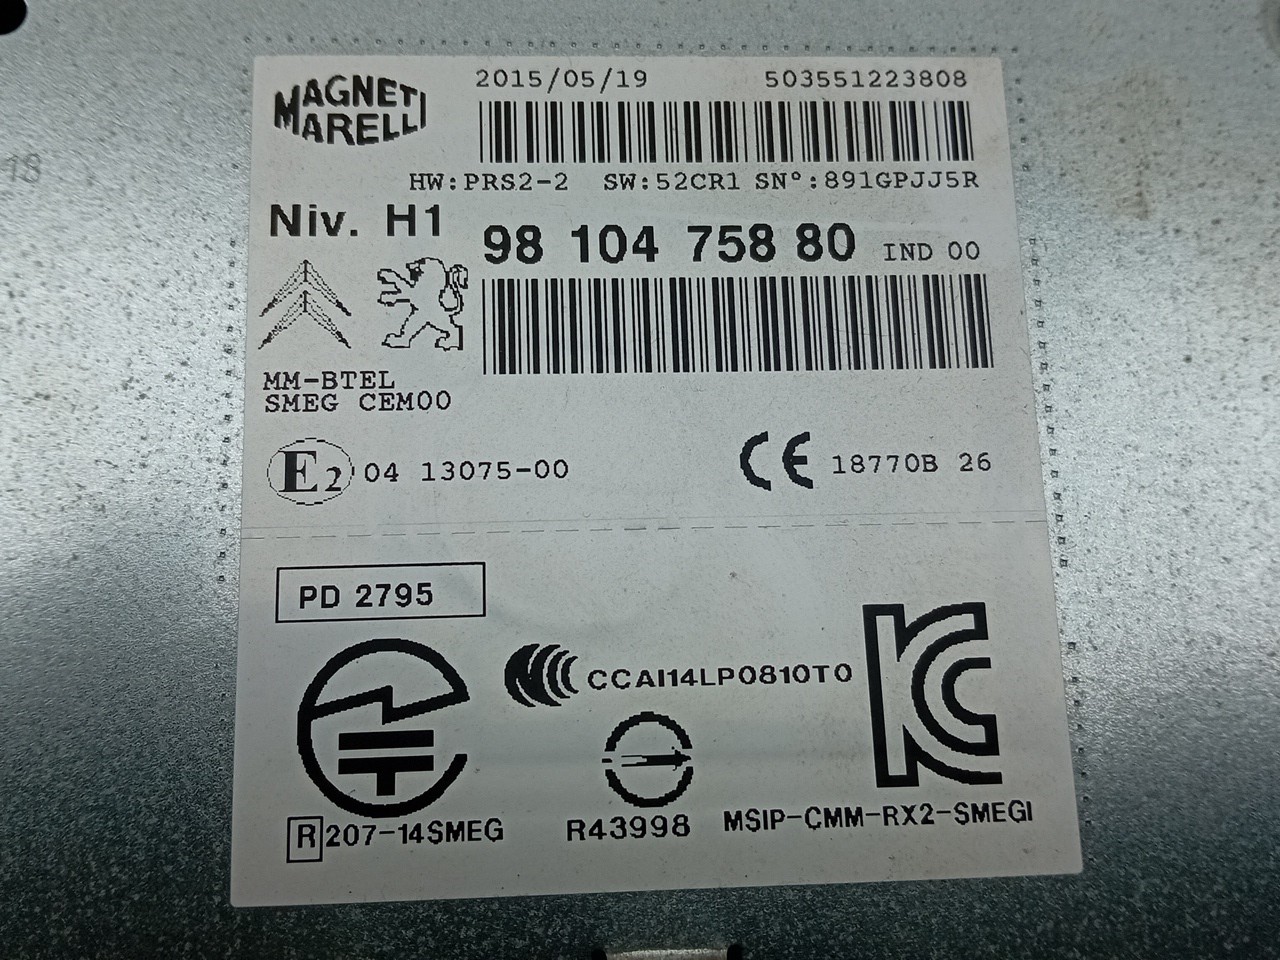 MAGNETI
MARELLI
2015/05/19 503551223808
HW:PRS2-2 SW:52CR1 SN°:891GPJJ5R
Niv. H1
98 104 758 80 IND 00
MM-BTEL
SMEG CEM00
E2 04 13075-00
CE 18770B 26
PD 2795
CCAI14LP0810T0
R 207-14SMEG
R43998
MSIP-CMM-RX2-SMEGI
18